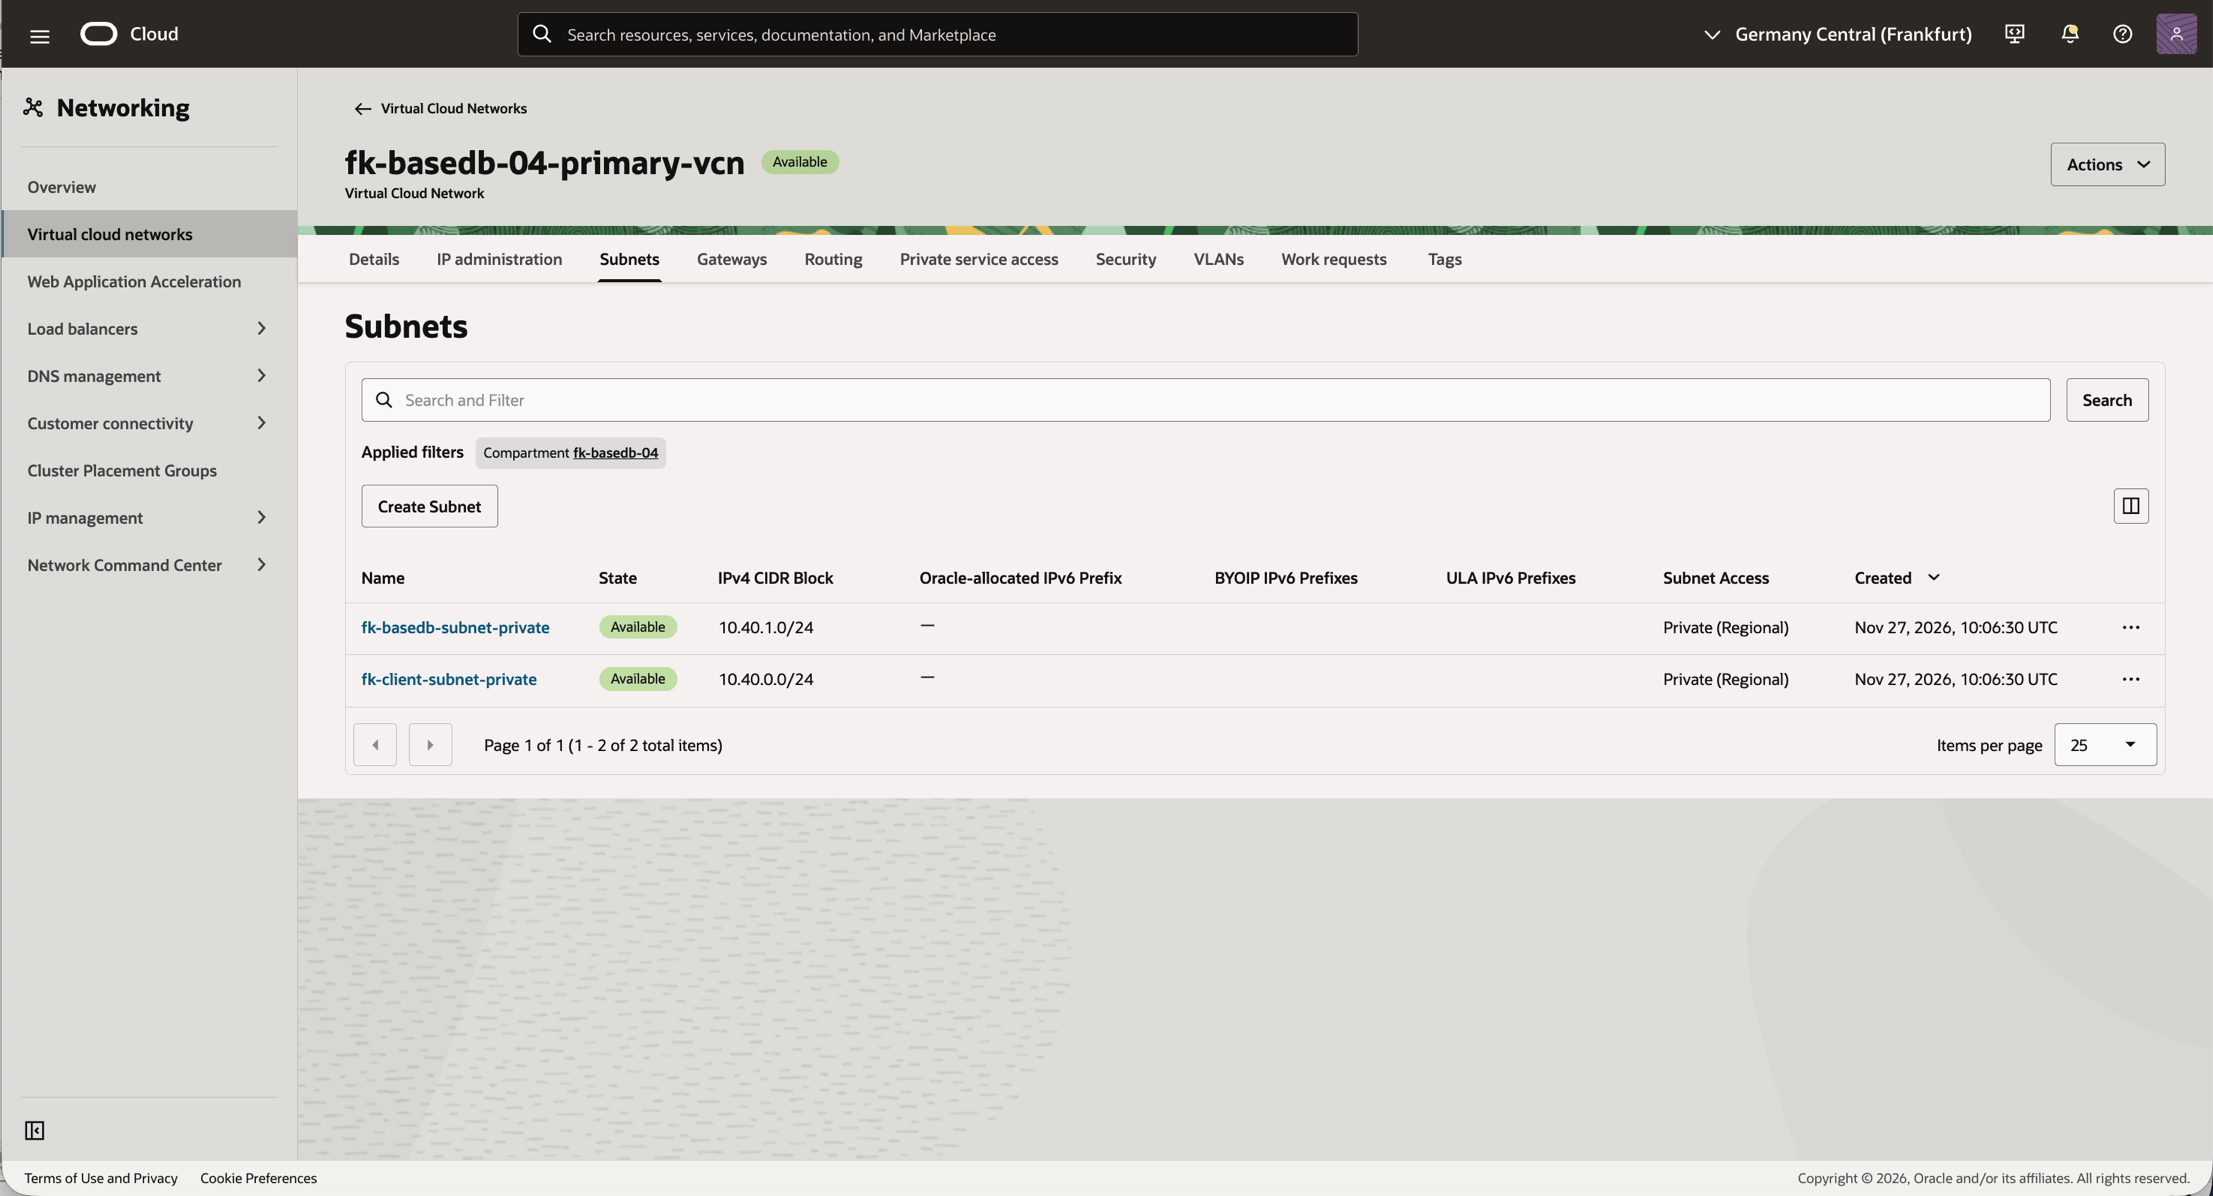 Cloud
Search resources, services, documentation, and Marketplace
Germany Central (Frankfurt)
Networking
Overview
Virtual cloud networks
Web Application Acceleration
Load balancers
DNS management
Customer connectivity
Cluster Placement Groups
IP management
Network Command Center
Virtual Cloud Networks
fk-basedb-04-primary-vcn Available
Virtual Cloud Network
Actions
Details IP administration Subnets Gateways Routing Private service access Security VLANs Work requests Tags
Subnets
Search and Filter
Search
Applied filters Compartment fk-basedb-04
Create Subnet
Name State IPv4 CIDR Block Oracle-allocated IPv6 Prefix BYOIP IPv6 Prefixes ULA IPv6 Prefixes Subnet Access Created
fk-basedb-subnet-private Available 10.40.1.0/24 — Private (Regional) Nov 27, 2026, 10:06:30 UTC
fk-client-subnet-private Available 10.40.0.0/24 — Private (Regional) Nov 27, 2026, 10:06:30 UTC
Page 1 of 1 (1 - 2 of 2 total items)
Items per page 25
Terms of Use and Privacy Cookie Preferences
Copyright © 2026, Oracle and/or its affiliates. All rights reserved.